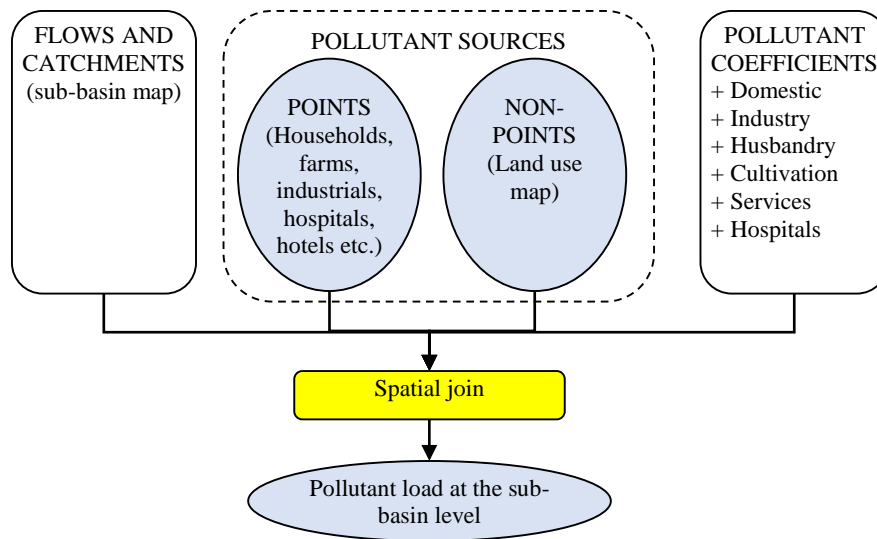 FLOWS AND
CATCHMENTS
(sub-basin map)
POLLUTANT SOURCES
POINTS
(Households,
farms,
industrials,
hospitals,
hotels etc.)
NON-
POINTS
(Land use
map)
POLLUTANT
COEFFICIENTS
+ Domestic
+ Industry
+ Husbandry
+ Cultivation
+ Services
+ Hospitals
Spatial join
Pollutant load at the sub-
basin level